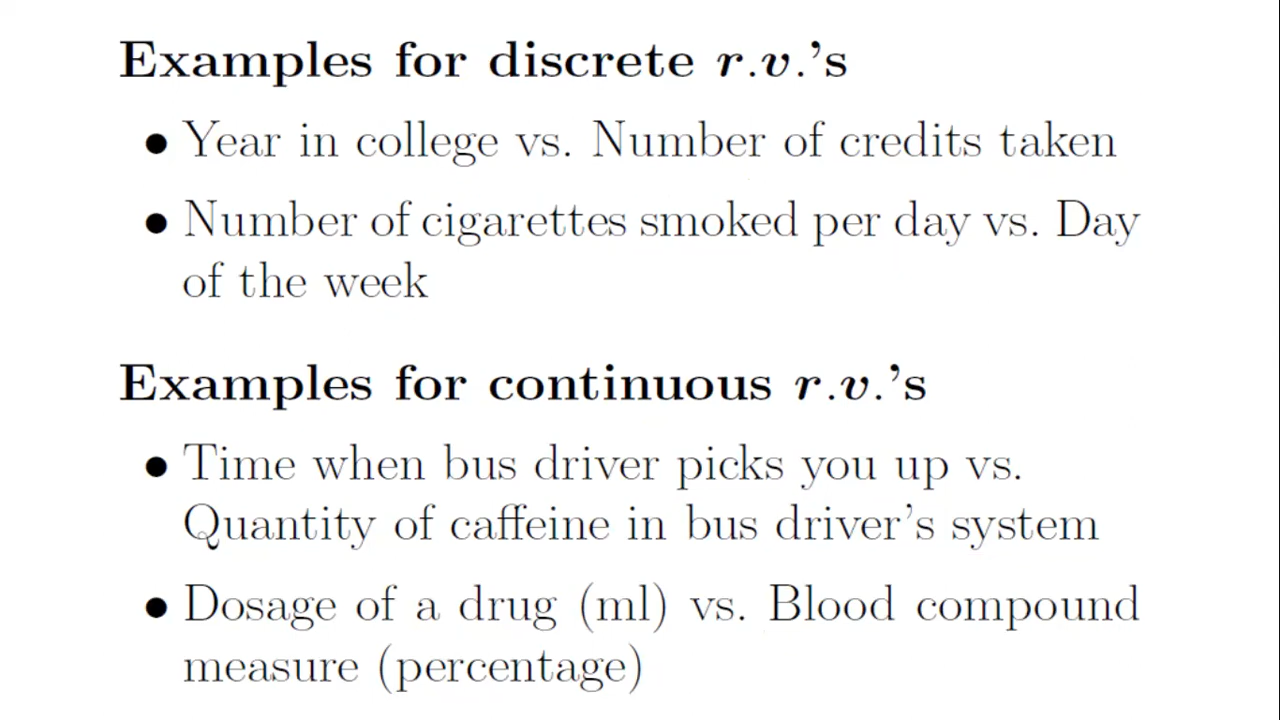 Examples for discrete r.v.'s
• Year in college vs. Number of credits taken
• Number of cigarettes smoked per day vs. Day
of the week
Examples for continuous r.v.'s
• Time when bus driver picks you up vs.
Quantity of caffeine in bus driver's system
• Dosage of a drug (ml) vs. Blood compound
measure (percentage)